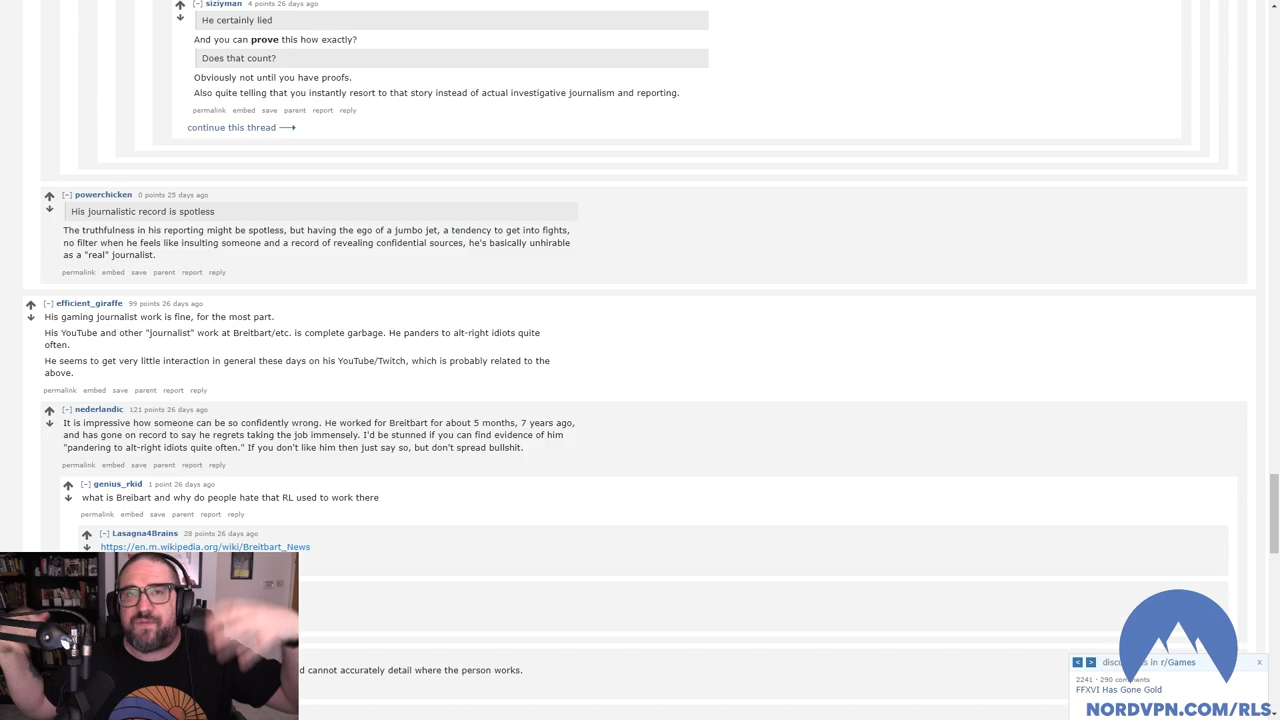 [–] siziyman 4 points 26 days ago
He certainly lied
And you can prove this how exactly?
Does that count?
Obviously not until you have proofs.
Also quite telling that you instantly resort to that story instead of actual investigative journalism and reporting.
permalink embed save parent report reply
continue this thread ⟶
[–] powerchicken 0 points 25 days ago
His journalistic record is spotless
The truthfulness in his reporting might be spotless, but having the ego of a jumbo jet, a tendency to get into fights,
no filter when he feels like insulting someone and a record of revealing confidential sources, he's basically unhirable
as a "real" journalist.
permalink embed save parent report reply
[–] efficient_giraffe 99 points 26 days ago
His gaming journalist work is fine, for the most part.
His YouTube and other "journalist" work at Breitbart/etc. is complete garbage. He panders to alt-right idiots quite
often.
He seems to get very little interaction in general these days on his YouTube/Twitch, which is probably related to the
above.
permalink embed save parent report reply
[–] nederlandic 121 points 26 days ago
It is impressive how someone can be so confidently wrong. He worked for Breitbart for about 5 months, 7 years ago,
and has gone on record to say he regrets taking the job immensely. I'd be stunned if you can find evidence of him
"pandering to alt-right idiots quite often." If you don't like him then just say so, but don't spread bullshit.
permalink embed save parent report reply
[–] genius_rkid 1 point 26 days ago
what is Breibart and why do people hate that RL used to work there
permalink embed save parent report reply
[–] Lasagna4Brains 28 points 26 days ago
https://en.m.wikipedia.org/wiki/Breitbart_News
cannot accurately detail where the person works.
< > in r/Games x
2241 · 290 comments
FFXVI Has Gone Gold
NORDVPN.COM/RLS